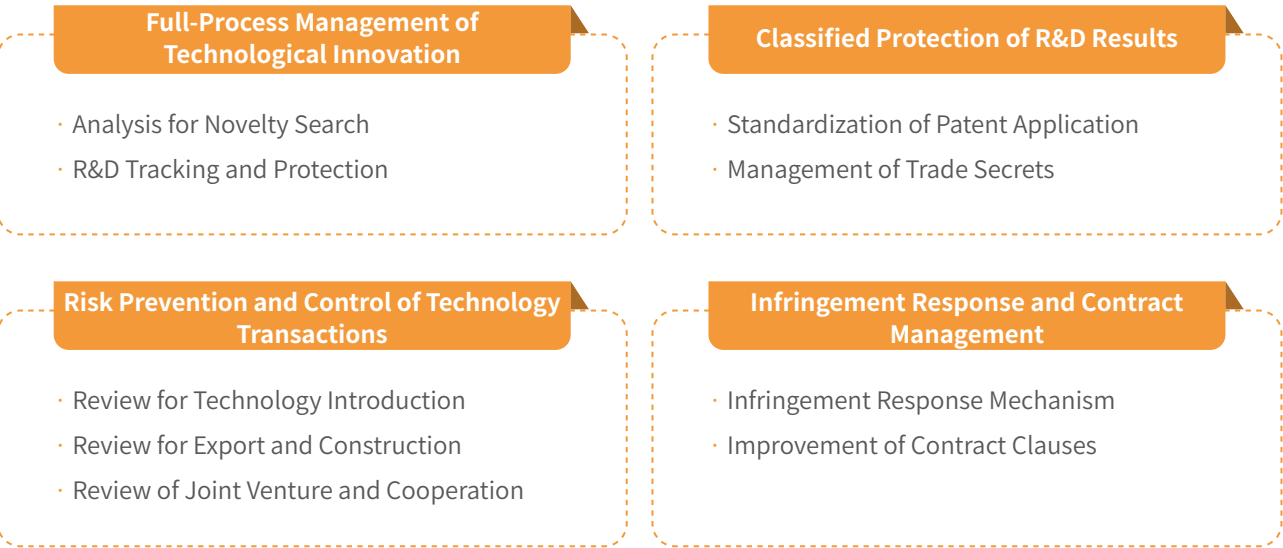 Full-Process Management of
Technological Innovation
· Analysis for Novelty Search
· R&D Tracking and Protection
Classified Protection of R&D Results
· Standardization of Patent Application
· Management of Trade Secrets
Risk Prevention and Control of Technology
Transactions
· Review for Technology Introduction
· Review for Export and Construction
· Review of Joint Venture and Cooperation
Infringement Response and Contract
Management
· Infringement Response Mechanism
· Improvement of Contract Clauses